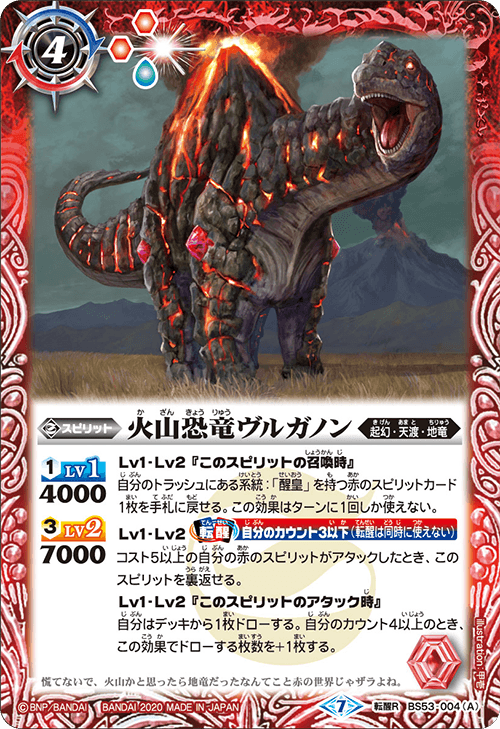 4
スピリット 火山恐竜ヴルガノン 起幻・天渡・地竜
1 LV1 4000
Lv1・Lv2『このスピリットの召喚時』
自分のトラッシュにある系統:「醒皇」を持つ赤のスピリットカード
1枚を手札に戻せる。この効果はターンに1回しか使えない。
3 LV2 7000
Lv1・Lv2 転醒 自分のカウント3以下(転醒は同時に使えない)
コスト5以上の自分の赤のスピリットがアタックしたとき、この
スピリットを裏返せる。
Lv1・Lv2『このスピリットのアタック時』
自分はデッキから1枚ドローする。自分のカウント4以上のとき、
この効果でドローする枚数を+1枚する。
慌てないで、火山かと思ったら地竜だったなんてこと赤の世界じゃザラよね。
illustration:甲壱
©BNP/BANDAI BANDAI 2020 MADE IN JAPAN 7 転醒R BS53-004(A)